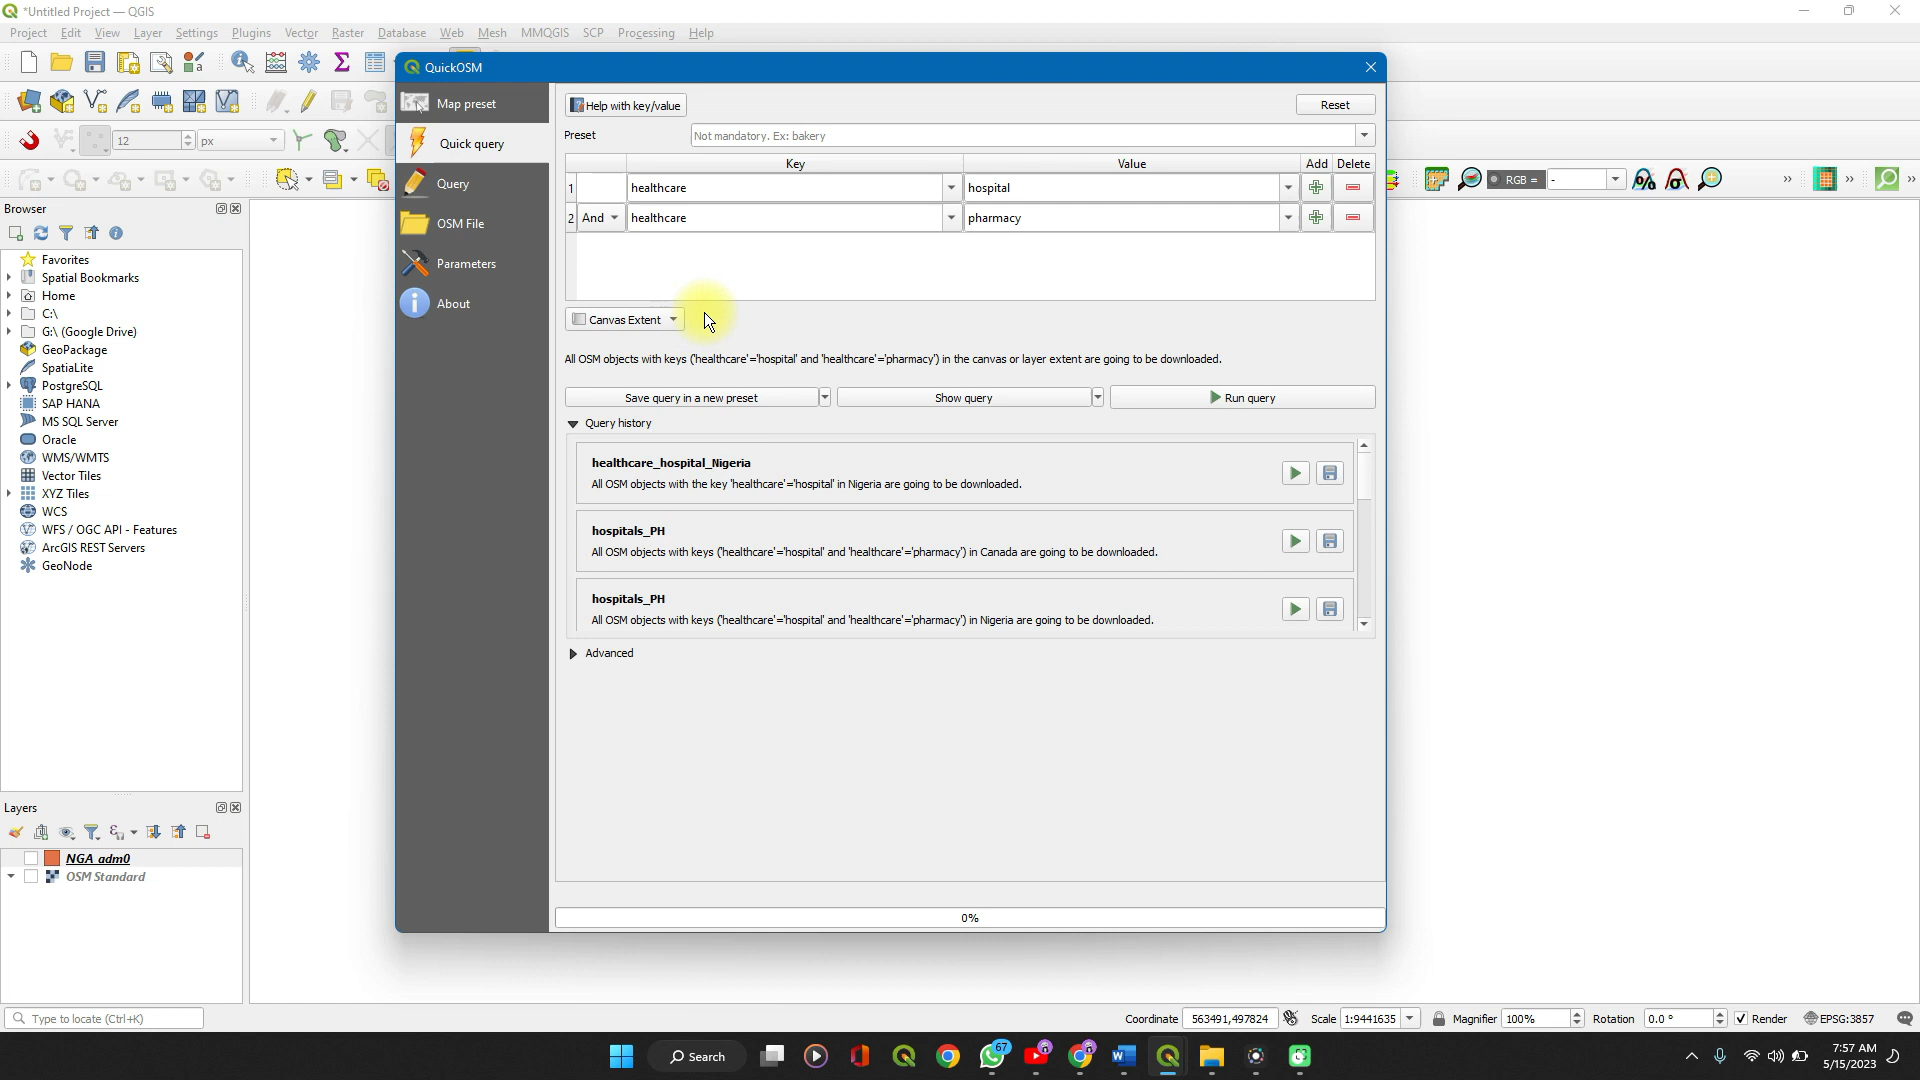 *Untitled Project — QGIS
Project Edit View Layer Settings Plugins Vector Raster Database Web Mesh MMQGIS SCP Processing Help
QuickOSM
Map preset
Quick query
Query
OSM File
Parameters
About
Help with key/value
Reset
Preset
Not mandatory. Ex: bakery
Key Value Add Delete
1 healthcare hospital
2 And healthcare pharmacy
Canvas Extent
All OSM objects with keys ('healthcare'='hospital' and 'healthcare'='pharmacy') in the canvas or layer extent are going to be downloaded.
Save query in a new preset Show query Run query
Query history
healthcare_hospital_Nigeria
All OSM objects with the key 'healthcare'='hospital' in Nigeria are going to be downloaded.
hospitals_PH
All OSM objects with keys ('healthcare'='hospital' and 'healthcare'='pharmacy') in Canada are going to be downloaded.
hospitals_PH
All OSM objects with keys ('healthcare'='hospital' and 'healthcare'='pharmacy') in Nigeria are going to be downloaded.
Advanced
0%
12 px
RGB = -
Browser
Favorites
Spatial Bookmarks
Home
C:\
G:\ (Google Drive)
GeoPackage
SpatiaLite
PostgreSQL
SAP HANA
MS SQL Server
Oracle
WMS/WMTS
Vector Tiles
XYZ Tiles
WCS
WFS / OGC API - Features
ArcGIS REST Servers
GeoNode
Layers
NGA_adm0
OSM Standard
Type to locate (Ctrl+K)
Coordinate 563491,497824 Scale 1:9441635 Magnifier 100% Rotation 0.0 ° Render EPSG:3857
Search
67
7:57 AM
5/15/2023